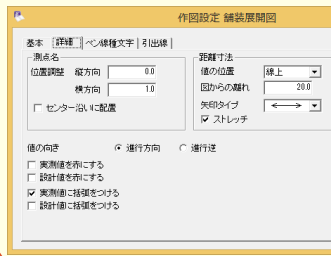 作図設定 舗装展開図
基本 詳細 ペン線種文字 引出線
測点名
位置調整 縦方向 0.0
横方向 1.0
センター沿いに配置
距離寸法
値の位置 線上
図からの離れ 20.0
矢印タイプ
ストレッチ
値の向き 進行方向 進行逆
実測値を赤にする
設計値を赤にする
実測値に括弧をつける
設計値に括弧をつける